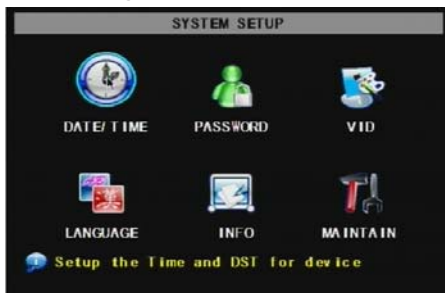 SYSTEM SETUP
DATE/TIME PASSWORD VID
LANGUAGE INFO MAINTAIN
Setup the Time and DST for device